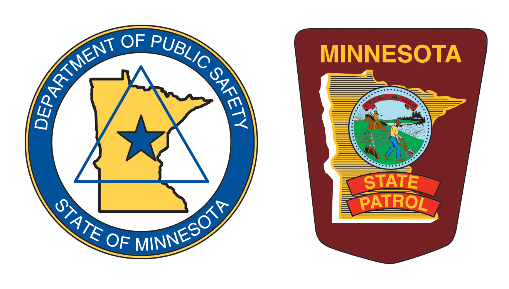 DEPARTMENT OF PUBLIC SAFETY
STATE OF MINNESOTA
MINNESOTA
STATE
PATROL